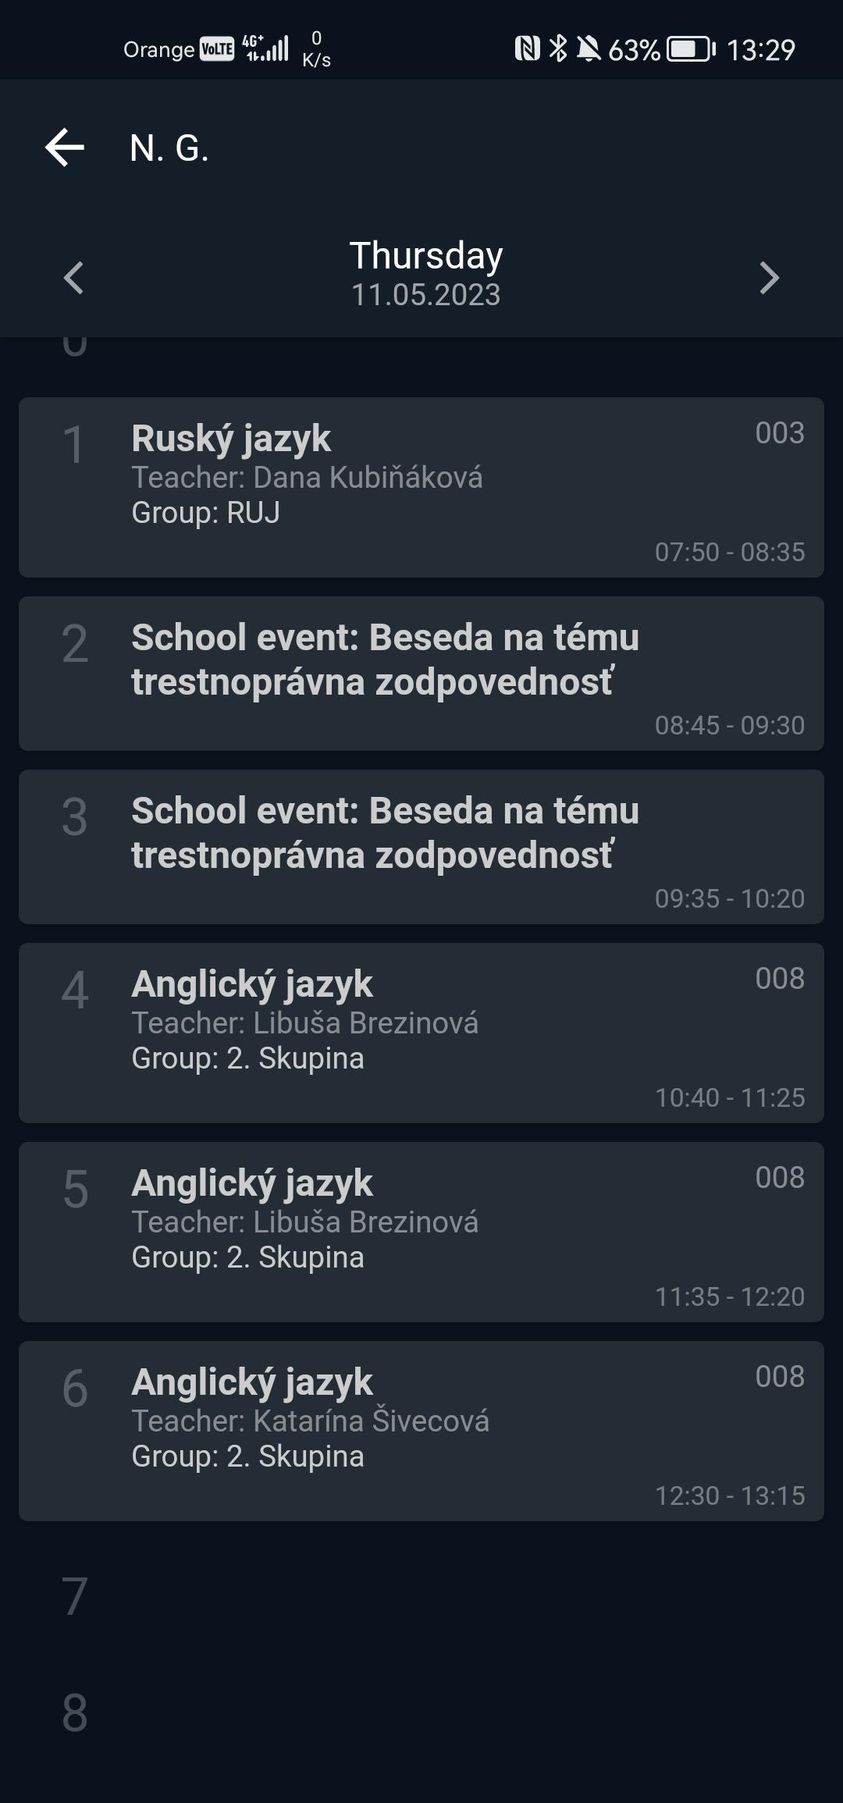 Orange VoLTE 4G+ 0 K/s 63% 13:29
N. G.
Thursday
11.05.2023
0
1 Ruský jazyk 003
Teacher: Dana Kubiňáková
Group: RUJ
07:50 - 08:35
2 School event: Beseda na tému
trestnoprávna zodpovednosť
08:45 - 09:30
3 School event: Beseda na tému
trestnoprávna zodpovednosť
09:35 - 10:20
4 Anglický jazyk 008
Teacher: Libuša Brezinová
Group: 2. Skupina
10:40 - 11:25
5 Anglický jazyk 008
Teacher: Libuša Brezinová
Group: 2. Skupina
11:35 - 12:20
6 Anglický jazyk 008
Teacher: Katarína Šivecová
Group: 2. Skupina
12:30 - 13:15
7
8